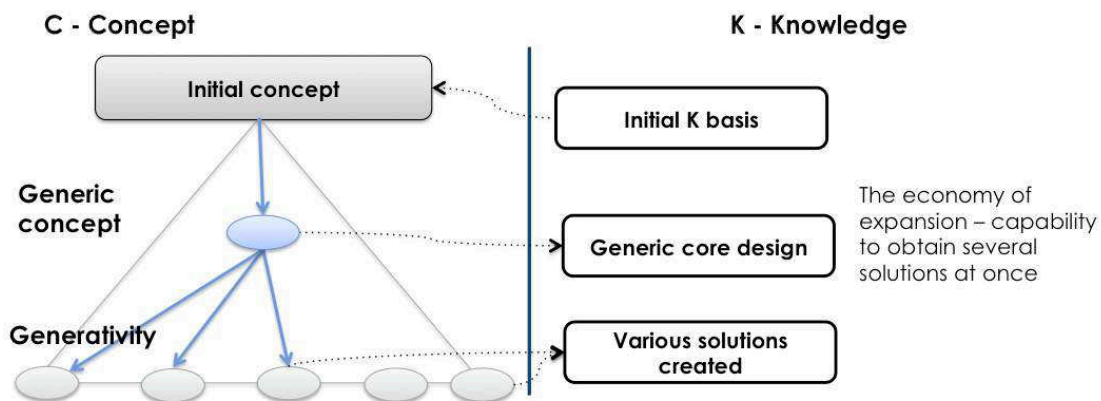 C - Concept
K - Knowledge
Initial concept
Initial K basis
Generic
concept
Generic core design
The economy of
expansion – capability
to obtain several
solutions at once
Generativity
Various solutions
created